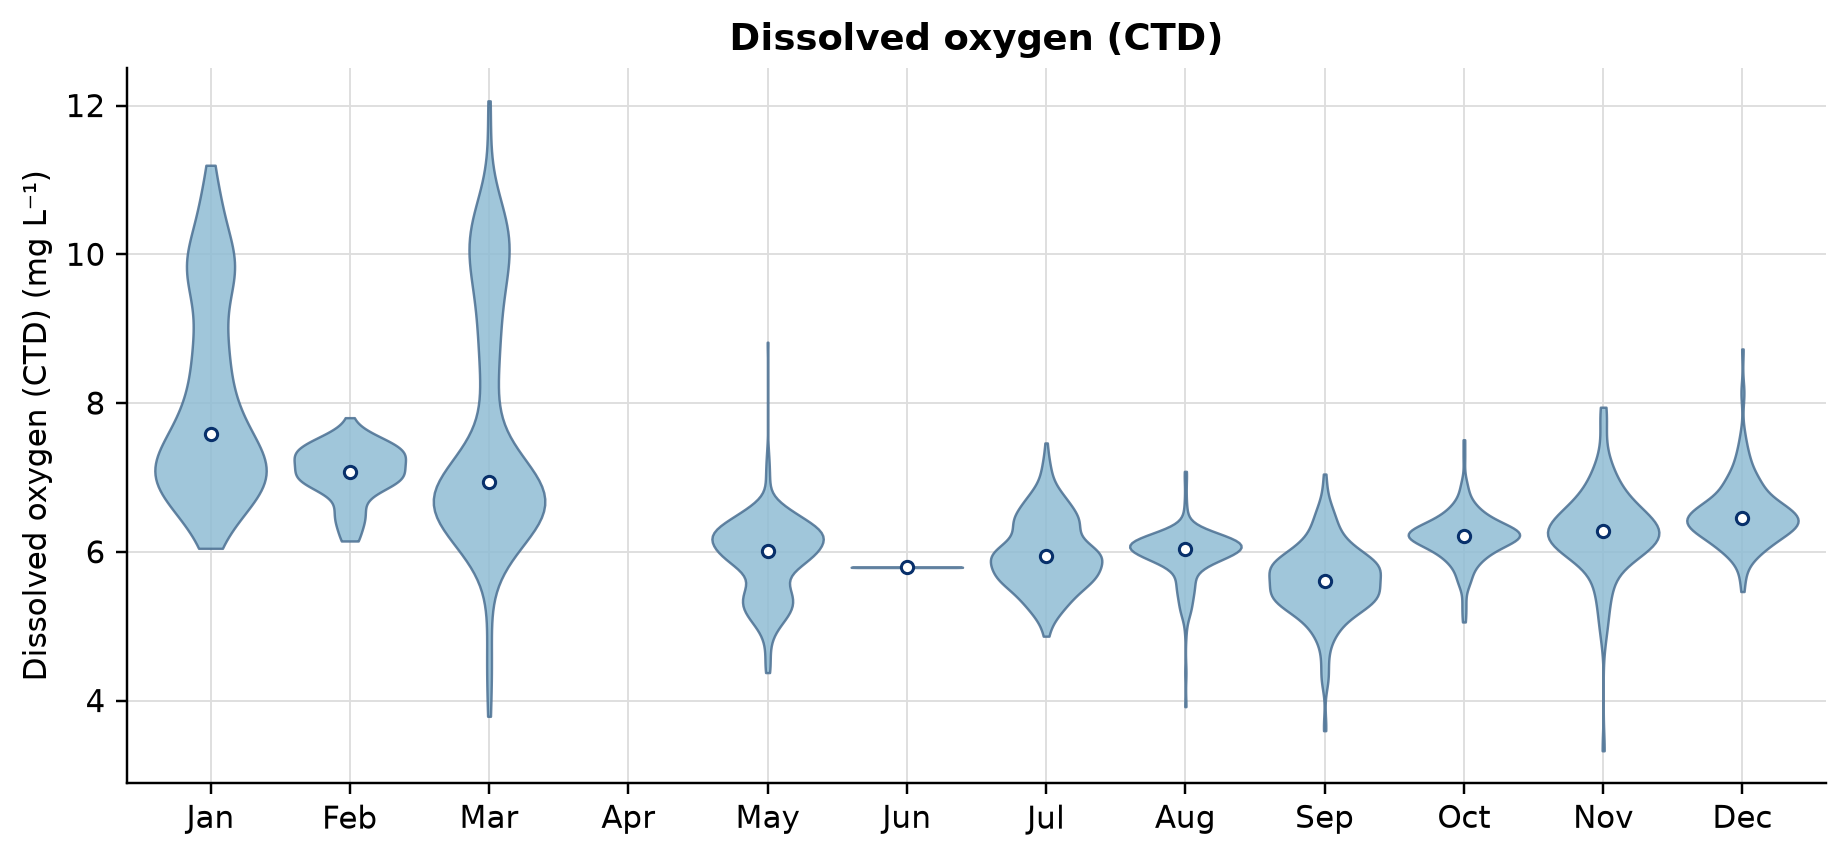 Dissolved oxygen (CTD)
Dissolved oxygen (CTD) (mg L⁻¹)
12
10
8
6
4
Jan Feb Mar Apr May Jun Jul Aug Sep Oct Nov Dec